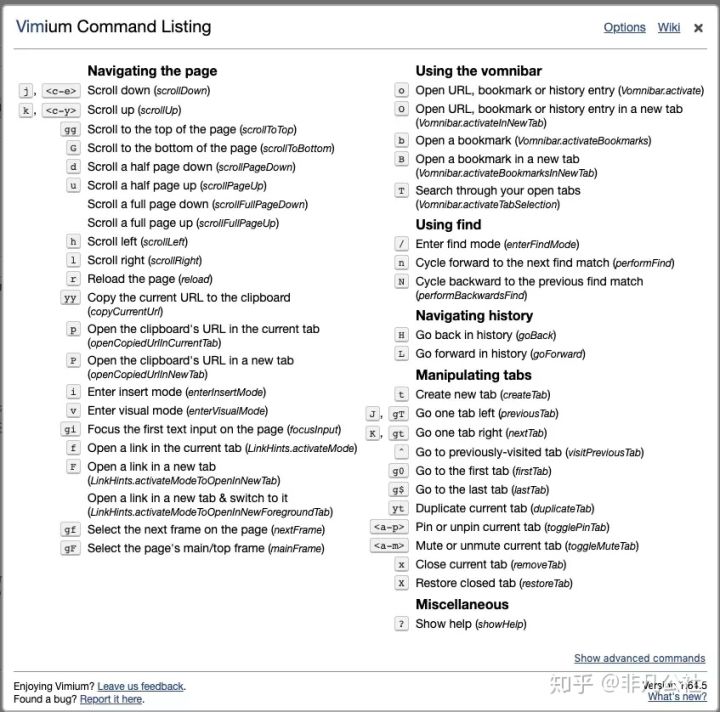 Vimium Command Listing
Options Wiki ×
Navigating the page
j, <c-e> Scroll down (scrollDown)
k, <c-y> Scroll up (scrollUp)
gg Scroll to the top of the page (scrollToTop)
G Scroll to the bottom of the page (scrollToBottom)
d Scroll a half page down (scrollPageDown)
u Scroll a half page up (scrollPageUp)
Scroll a full page down (scrollFullPageDown)
Scroll a full page up (scrollFullPageUp)
h Scroll left (scrollLeft)
l Scroll right (scrollRight)
r Reload the page (reload)
yy Copy the current URL to the clipboard
(copyCurrentUrl)
p Open the clipboard's URL in the current tab
(openCopiedUrlInCurrentTab)
P Open the clipboard's URL in a new tab
(openCopiedUrlInNewTab)
i Enter insert mode (enterInsertMode)
v Enter visual mode (enterVisualMode)
gi Focus the first text input on the page (focusInput)
f Open a link in the current tab (LinkHints.activateMode)
F Open a link in a new tab
(LinkHints.activateModeToOpenInNewTab)
Open a link in a new tab & switch to it
(LinkHints.activateModeToOpenInNewForegroundTab)
gf Select the next frame on the page (nextFrame)
gF Select the page's main/top frame (mainFrame)
Using the vomnibar
o Open URL, bookmark or history entry (Vomnibar.activate)
O Open URL, bookmark or history entry in a new tab
(Vomnibar.activateInNewTab)
b Open a bookmark (Vomnibar.activateBookmarks)
B Open a bookmark in a new tab
(Vomnibar.activateBookmarksInNewTab)
T Search through your open tabs
(Vomnibar.activateTabSelection)
Using find
/ Enter find mode (enterFindMode)
n Cycle forward to the next find match (performFind)
N Cycle backward to the previous find match
(performBackwardsFind)
Navigating history
H Go back in history (goBack)
L Go forward in history (goForward)
Manipulating tabs
t Create new tab (createTab)
J, gT Go one tab left (previousTab)
K, gt Go one tab right (nextTab)
^ Go to previously-visited tab (visitPreviousTab)
g0 Go to the first tab (firstTab)
g$ Go to the last tab (lastTab)
yt Duplicate current tab (duplicateTab)
<a-p> Pin or unpin current tab (togglePinTab)
<a-m> Mute or unmute current tab (toggleMuteTab)
x Close current tab (removeTab)
X Restore closed tab (restoreTab)
Miscellaneous
? Show help (showHelp)
Show advanced commands
Enjoying Vimium? Leave us feedback.
Found a bug? Report it here.
Version 1.64.5
What's new?
知乎 @非凡公社